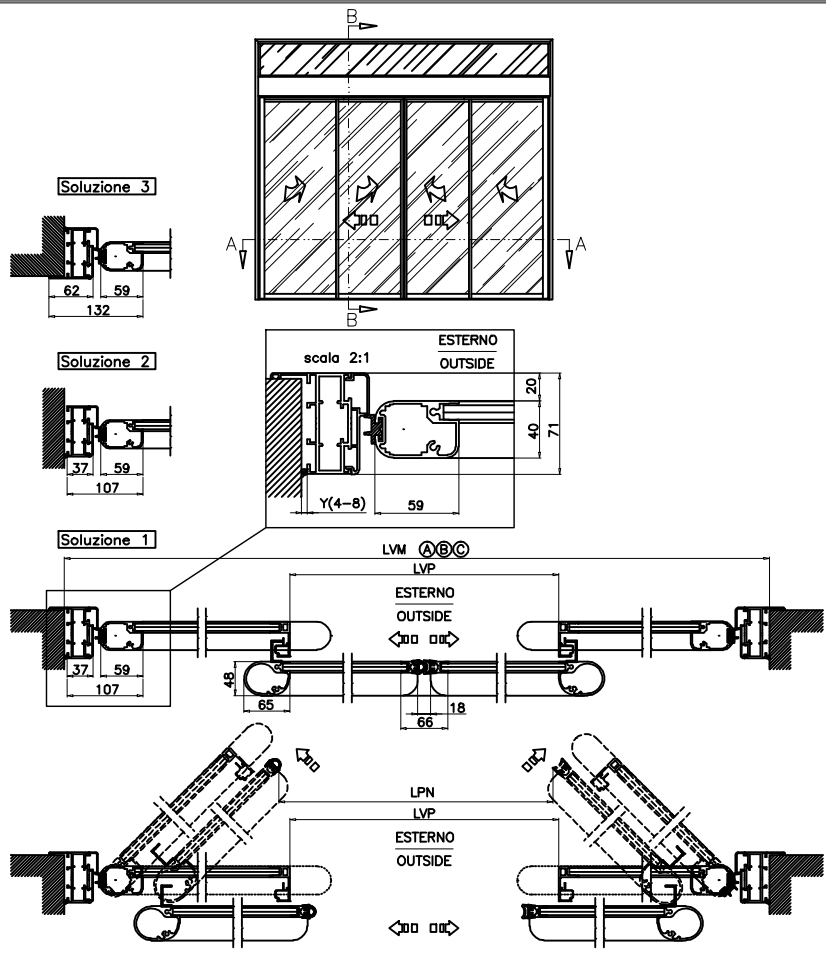 B
A
A
B
Soluzione 3
62
59
132
Soluzione 2
37
59
107
scala 2:1
ESTERNO
OUTSIDE
20
40
71
Y(4-8)
59
Soluzione 1
LVM A B C
LVP
ESTERNO
OUTSIDE
37
59
107
48
65
18
66
LPN
LVP
ESTERNO
OUTSIDE